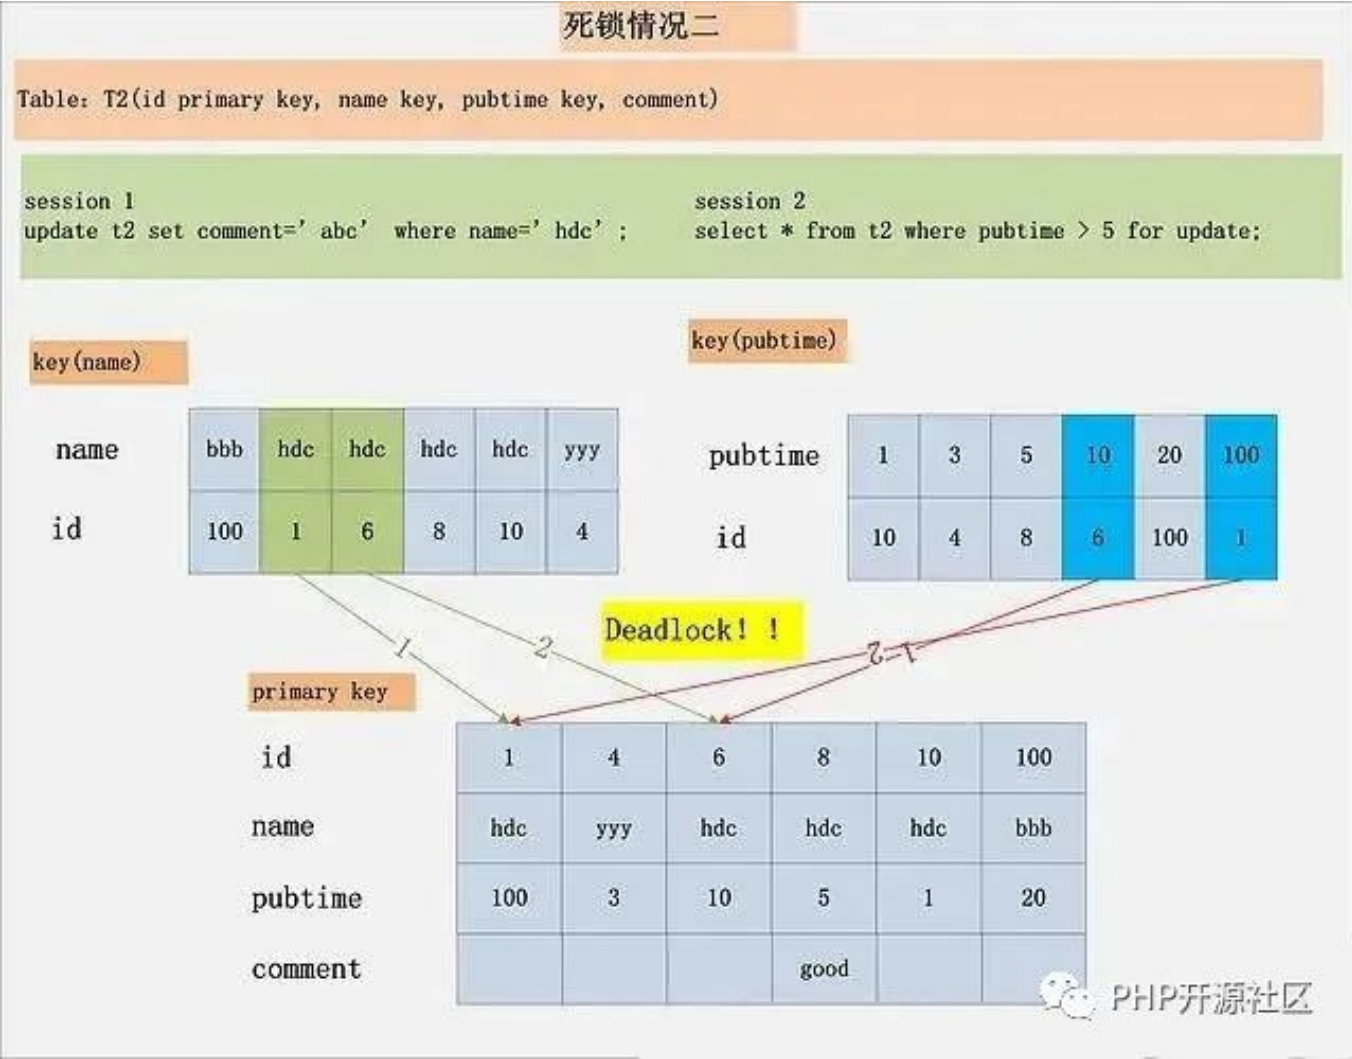 死锁情况二
Table: T2(id primary key, name key, pubtime key, comment)
session 1
update t2 set comment=' abc'  where name=' hdc' ;
session 2
select * from t2 where pubtime > 5 for update;
key(name)
name bbb hdc hdc hdc hdc yyy
id 100 1 6 8 10 4
key(pubtime)
pubtime 1 3 5 10 20 100
id 10 4 8 6 100 1
Deadlock! !
1 2 2 1
primary key
id 1 4 6 8 10 100
name hdc yyy hdc hdc hdc bbb
pubtime 100 3 10 5 1 20
comment good
PHP开源社区